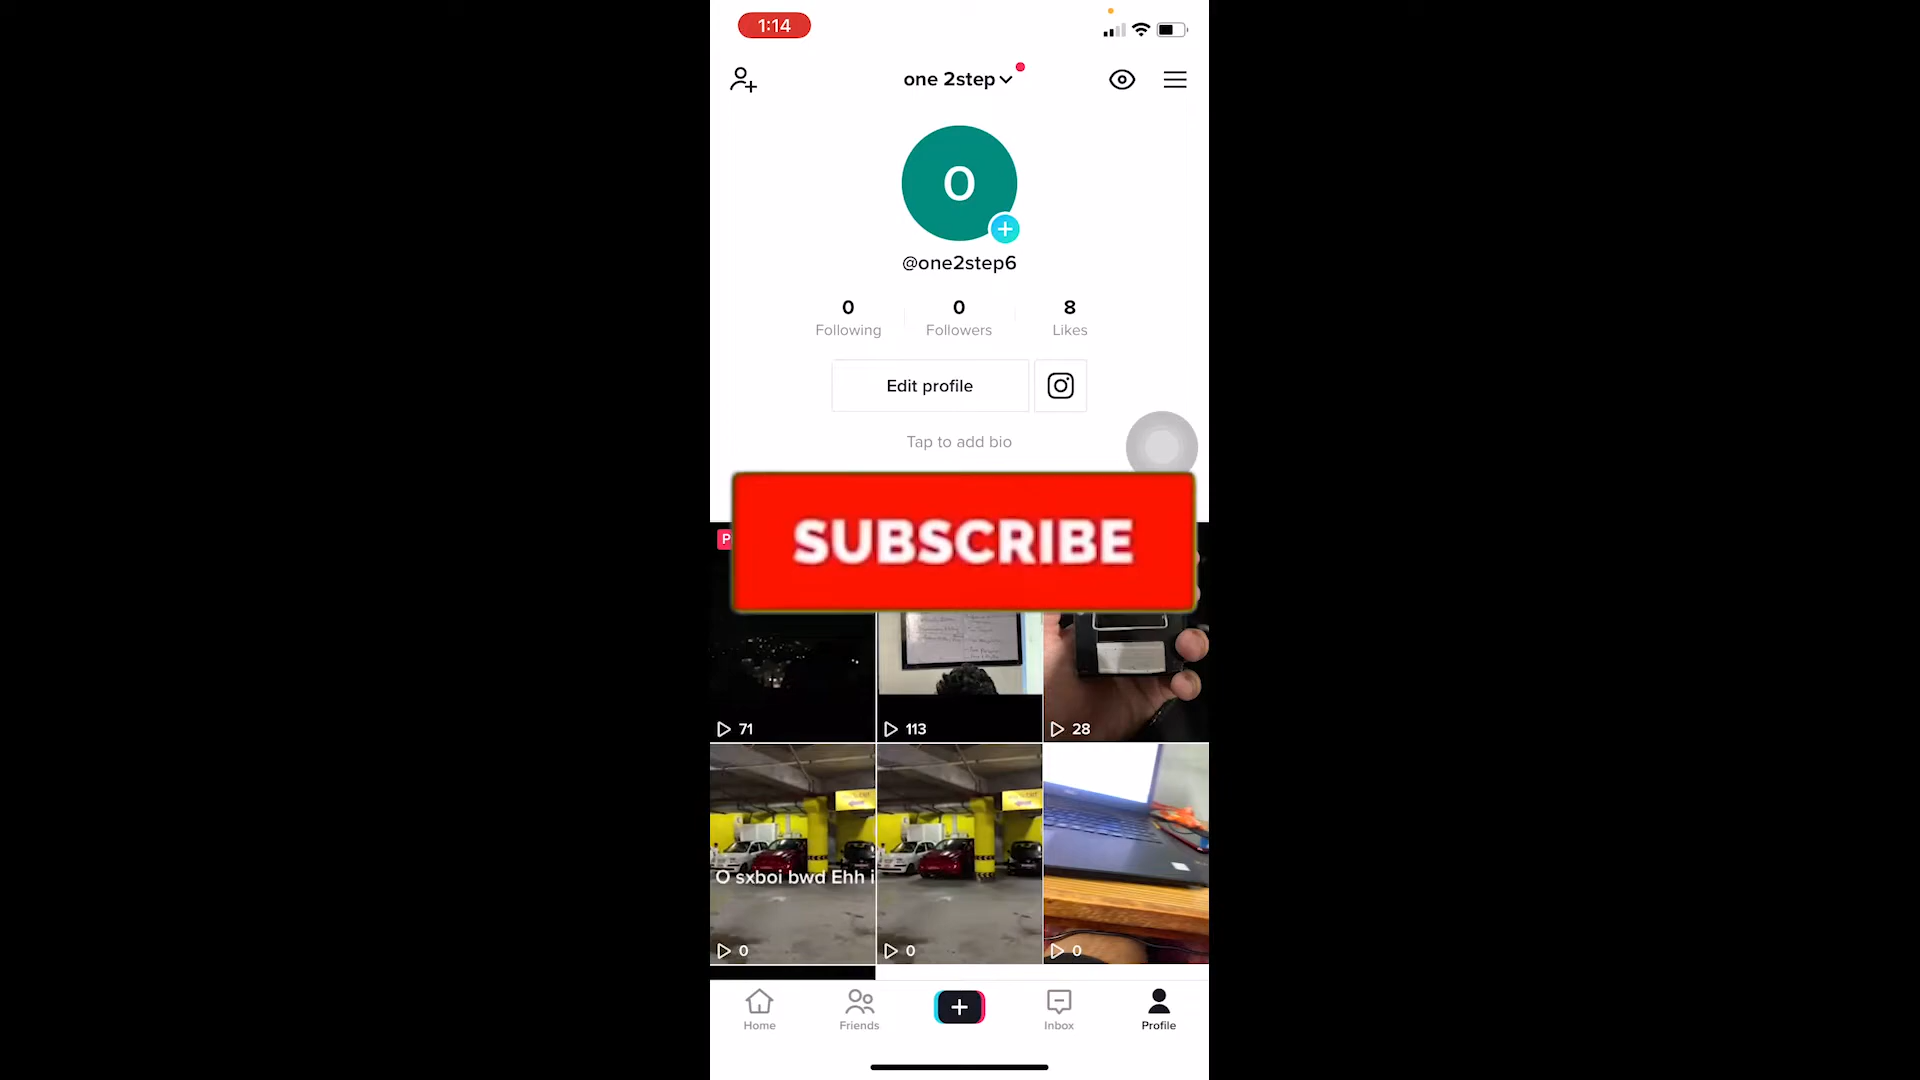 1:14
one 2step
O
@one2step6
0 Following
0 Followers
8 Likes
Edit profile
Tap to add bio
SUBSCRIBE
P
71
113
28
O sxboi bwd Ehh i
0
0
0
Home
Friends
Inbox
Profile